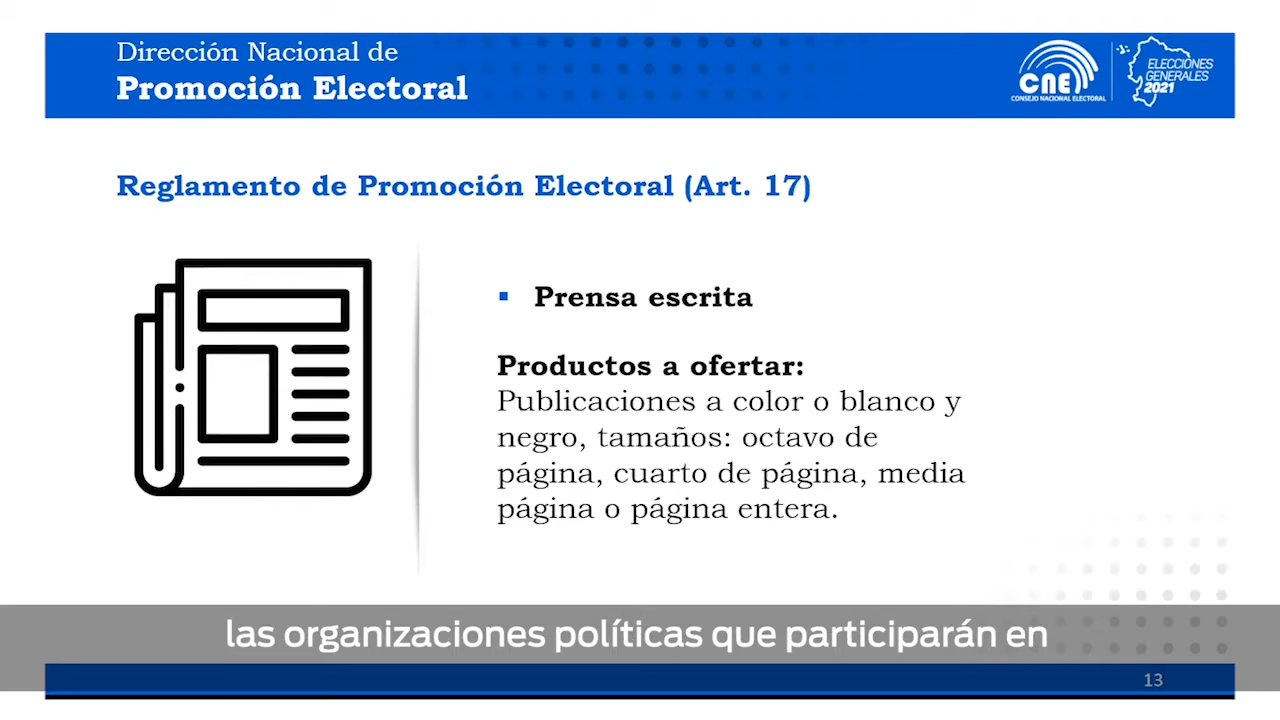 Dirección Nacional de
Promoción Electoral
CNE
CONSEJO NACIONAL ELECTORAL
ELECCIONES
GENERALES
2021
Reglamento de Promoción Electoral (Art. 17)
▪ Prensa escrita
Productos a ofertar:
Publicaciones a color o blanco y
negro, tamaños: octavo de
página, cuarto de página, media
página o página entera.
las organizaciones políticas que participarán en
13